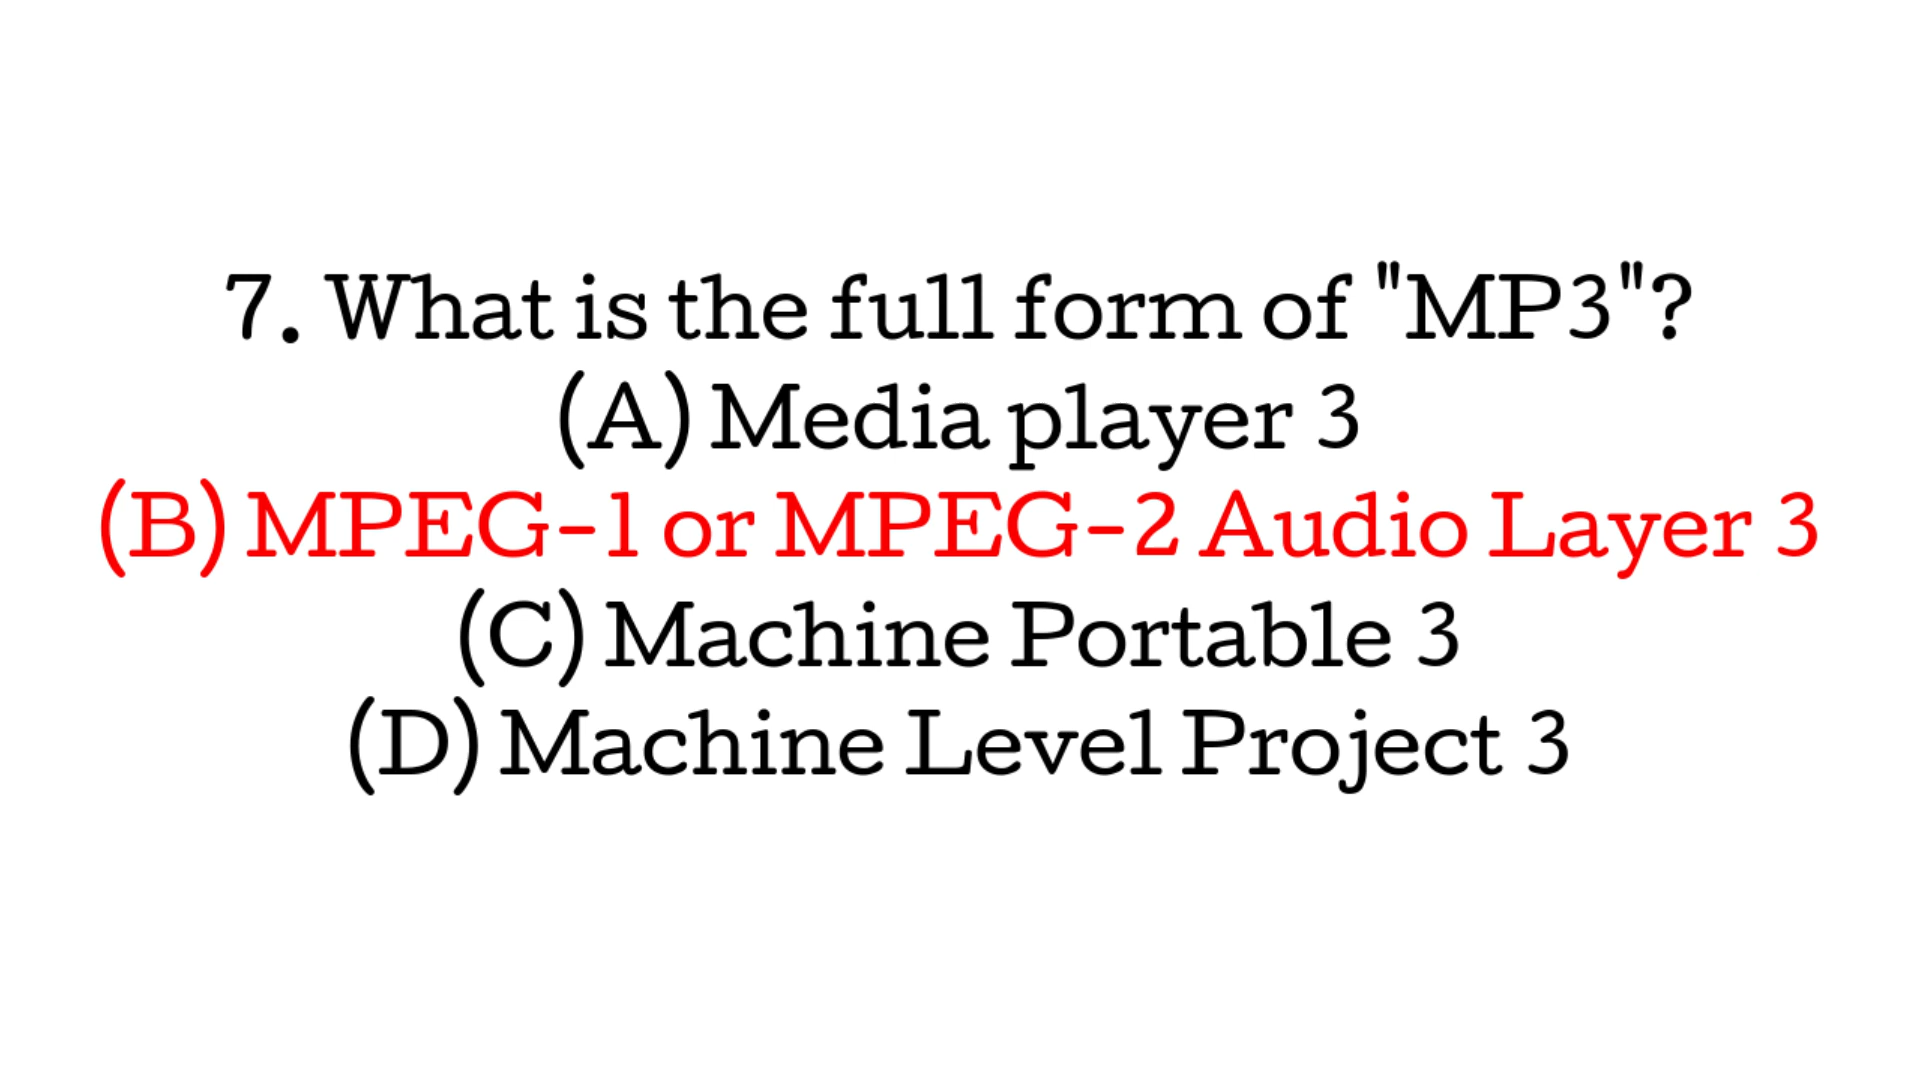 7. What is the full form of "MP3"?
(A) Media player 3
(B) MPEG-1 or MPEG-2 Audio Layer 3
(C) Machine Portable 3
(D) Machine Level Project 3